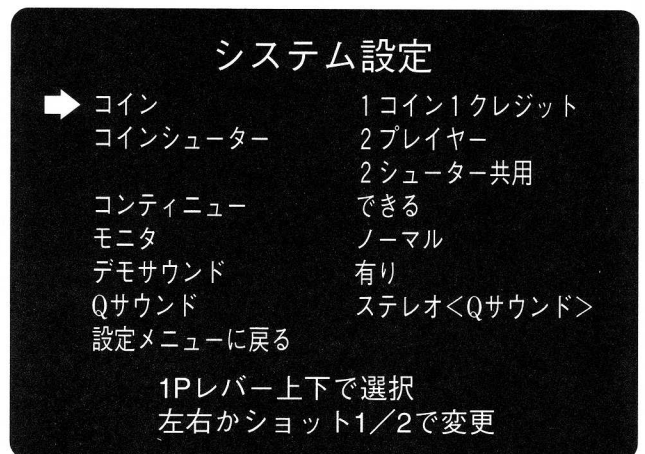 システム設定
コイン 1コイン1クレジット
コインシューター 2プレイヤー
2シューター共用
コンティニュー できる
モニタ ノーマル
デモサウンド 有り
Qサウンド ステレオ<Qサウンド>
設定メニューに戻る
1Pレバー上下で選択
左右かショット1/2で変更